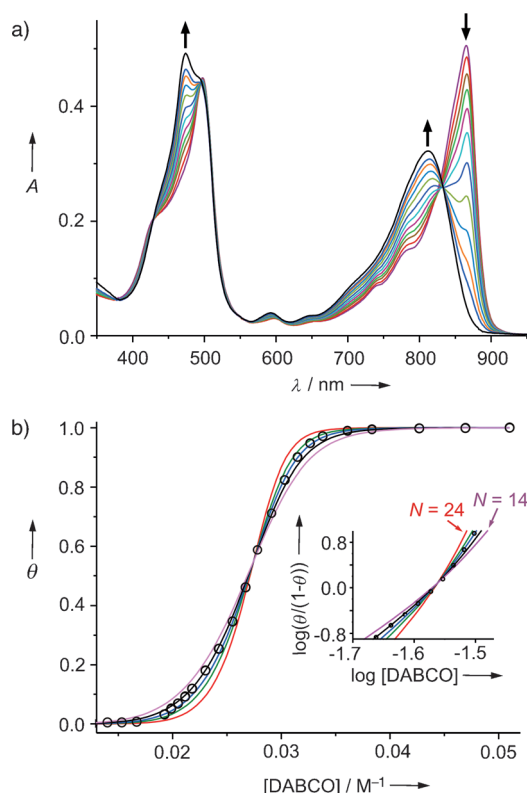 a)
0.4
A
0.2
0.0
400 500 600 700 800 900
λ / nm
b)
1.0
0.8
θ
0.6
0.4
0.2
0.0
N = 24
N = 14
log(θ/(1-θ))
0.8
0.0
-0.8
-1.7 -1.6 -1.5
log [DABCO]
0.02 0.03 0.04 0.05
[DABCO] / M⁻¹